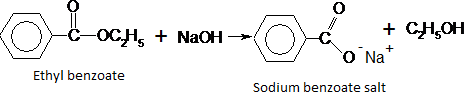 O
O
C—OC₂H₅ + NaOH → C + C₂H₅OH
O⁻Na⁺
Ethyl benzoate
Sodium benzoate salt